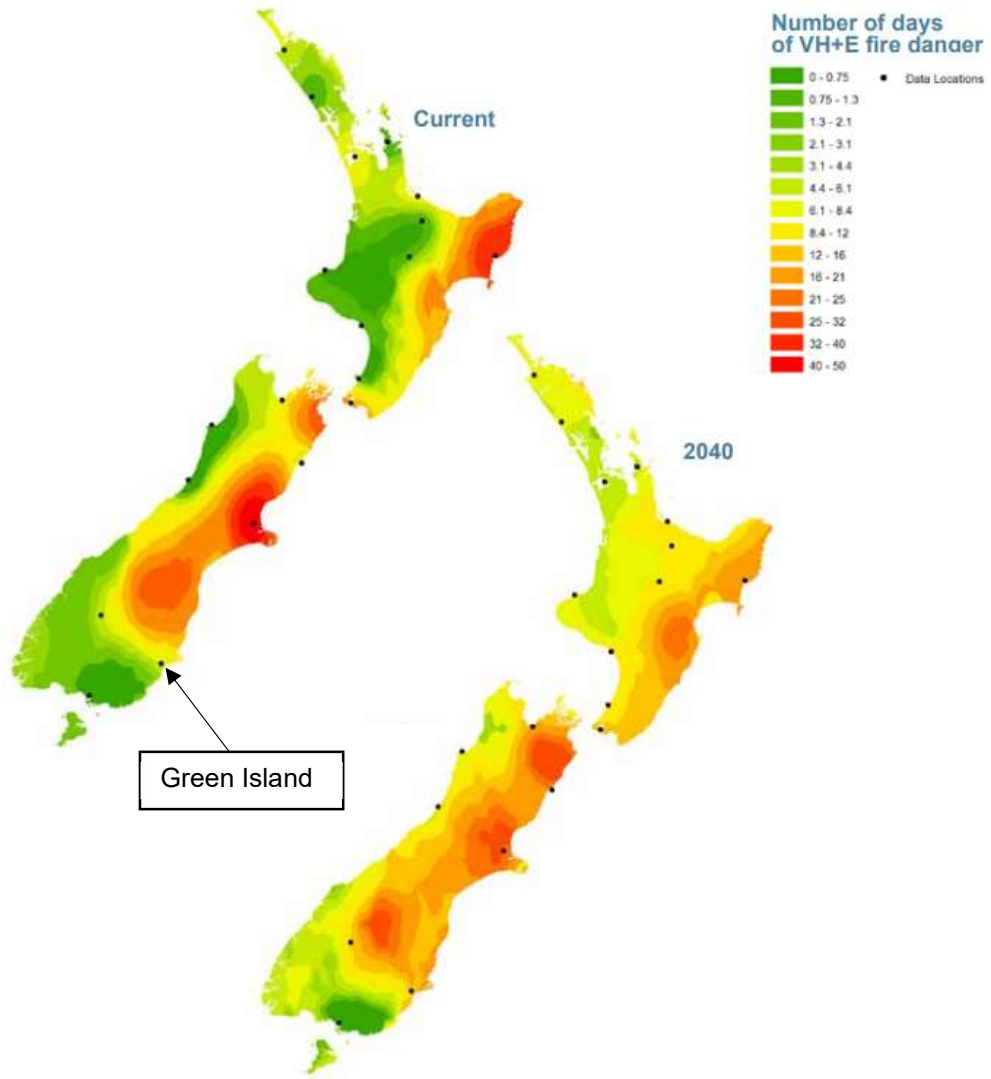 Number of days
of VH+E fire danger
0 - 0.75
Data Locations
0.75 - 1.3
1.3 - 2.1
2.1 - 3.1
3.1 - 4.4
4.4 - 6.1
6.1 - 8.4
8.4 - 12
12 - 16
16 - 21
21 - 25
25 - 32
32 - 40
40 - 50
Current
2040
Green Island